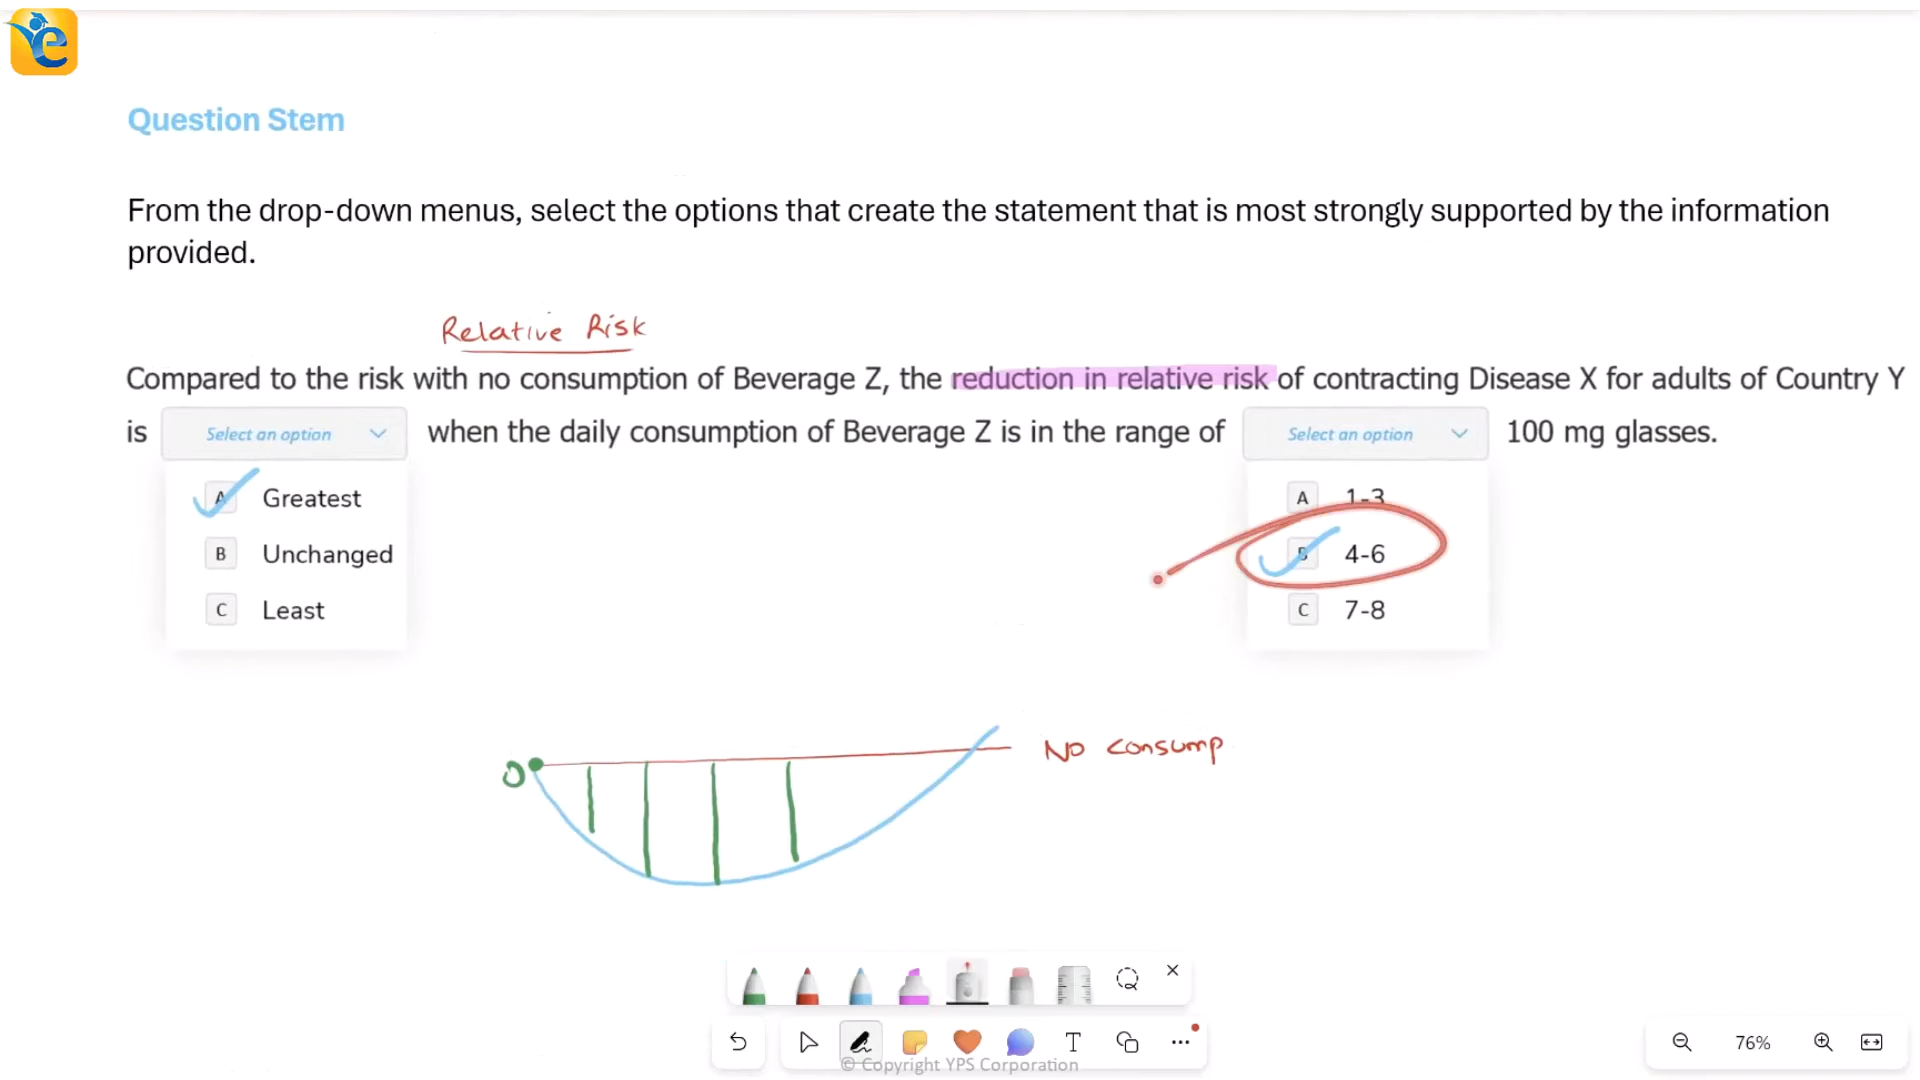 e
Question Stem
From the drop-down menus, select the options that create the statement that is most strongly supported by the information
provided.
Relative Risk
Compared to the risk with no consumption of Beverage Z, the reduction in relative risk of contracting Disease X for adults of Country Y
is Select an option when the daily consumption of Beverage Z is in the range of Select an option 100 mg glasses.
A Greatest
B Unchanged
C Least
A 1-3
B 4-6
C 7-8
0
No consump
T
76%
© Copyright YPS Corporation